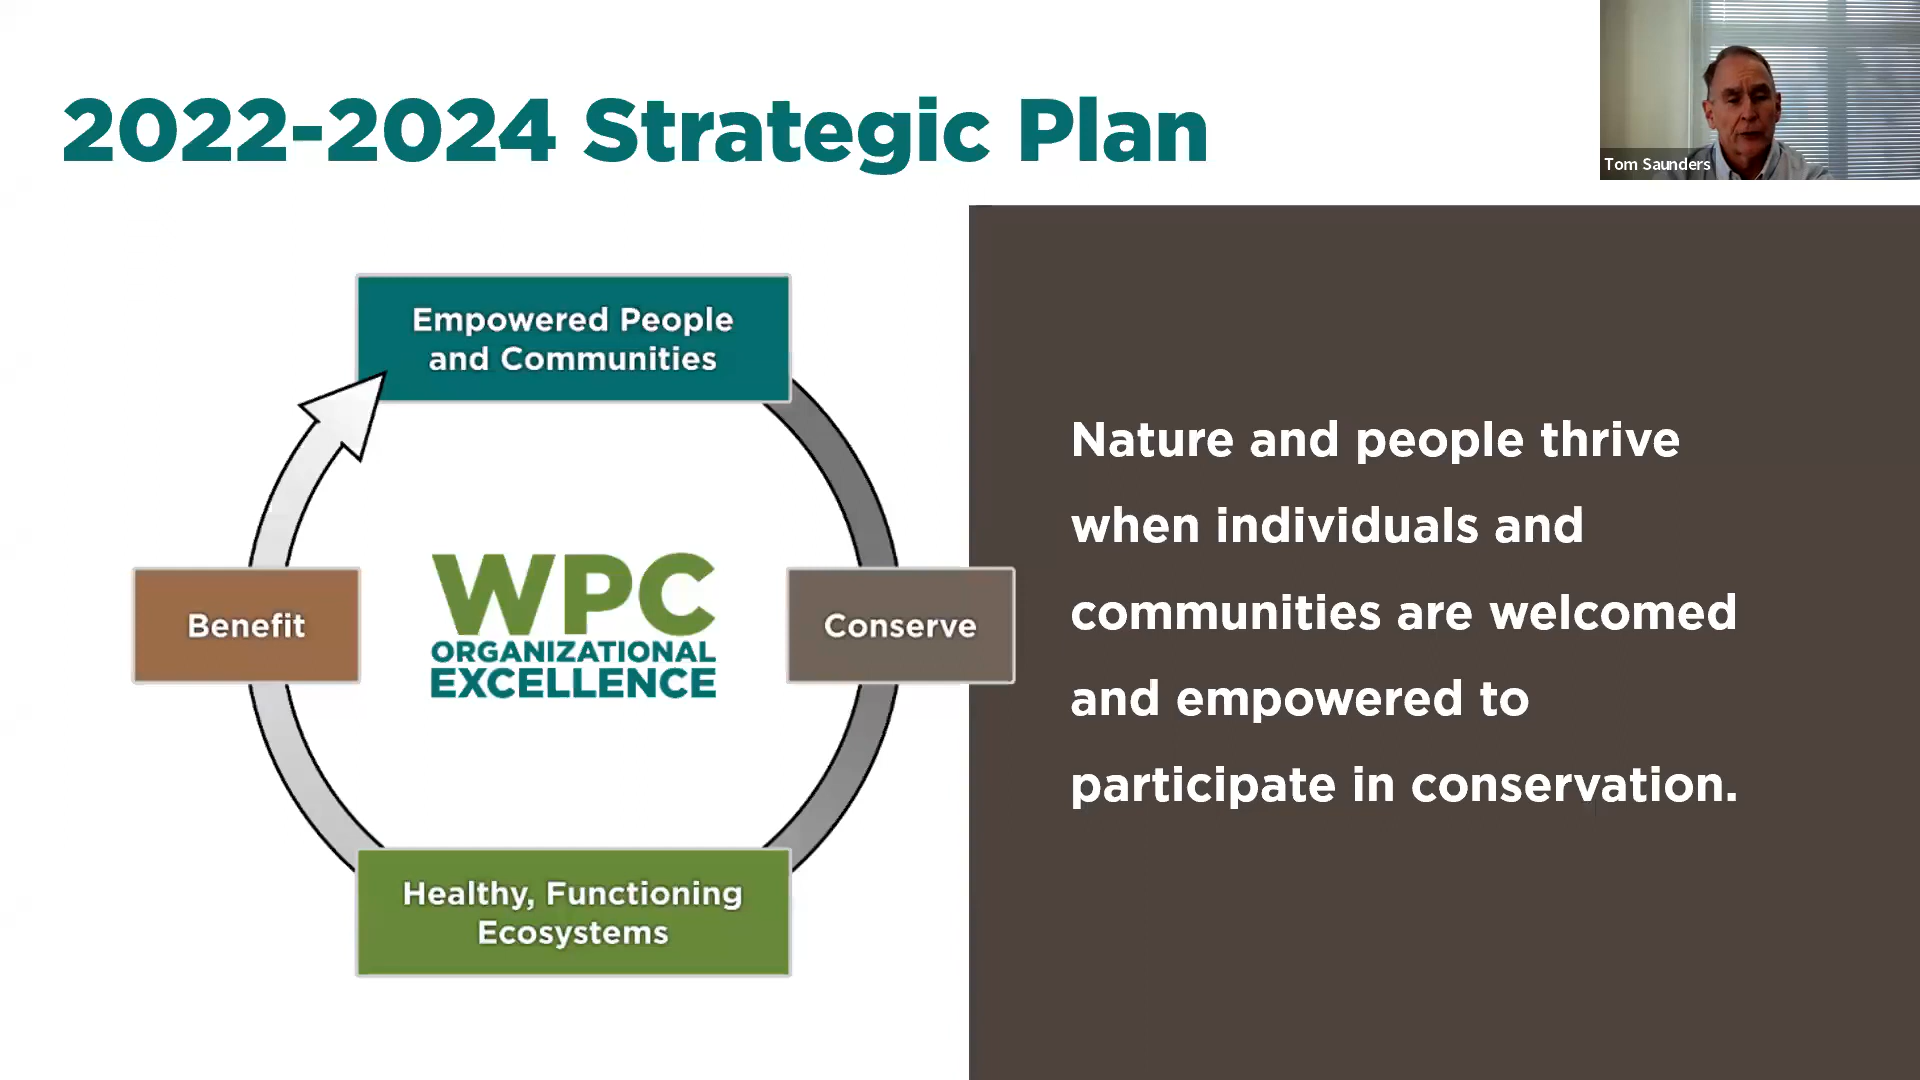 2022-2024 Strategic Plan
Tom Saunders
Empowered People
and Communities
Benefit
WPC
ORGANIZATIONAL
EXCELLENCE
Conserve
Healthy, Functioning
Ecosystems
Nature and people thrive
when individuals and
communities are welcomed
and empowered to
participate in conservation.